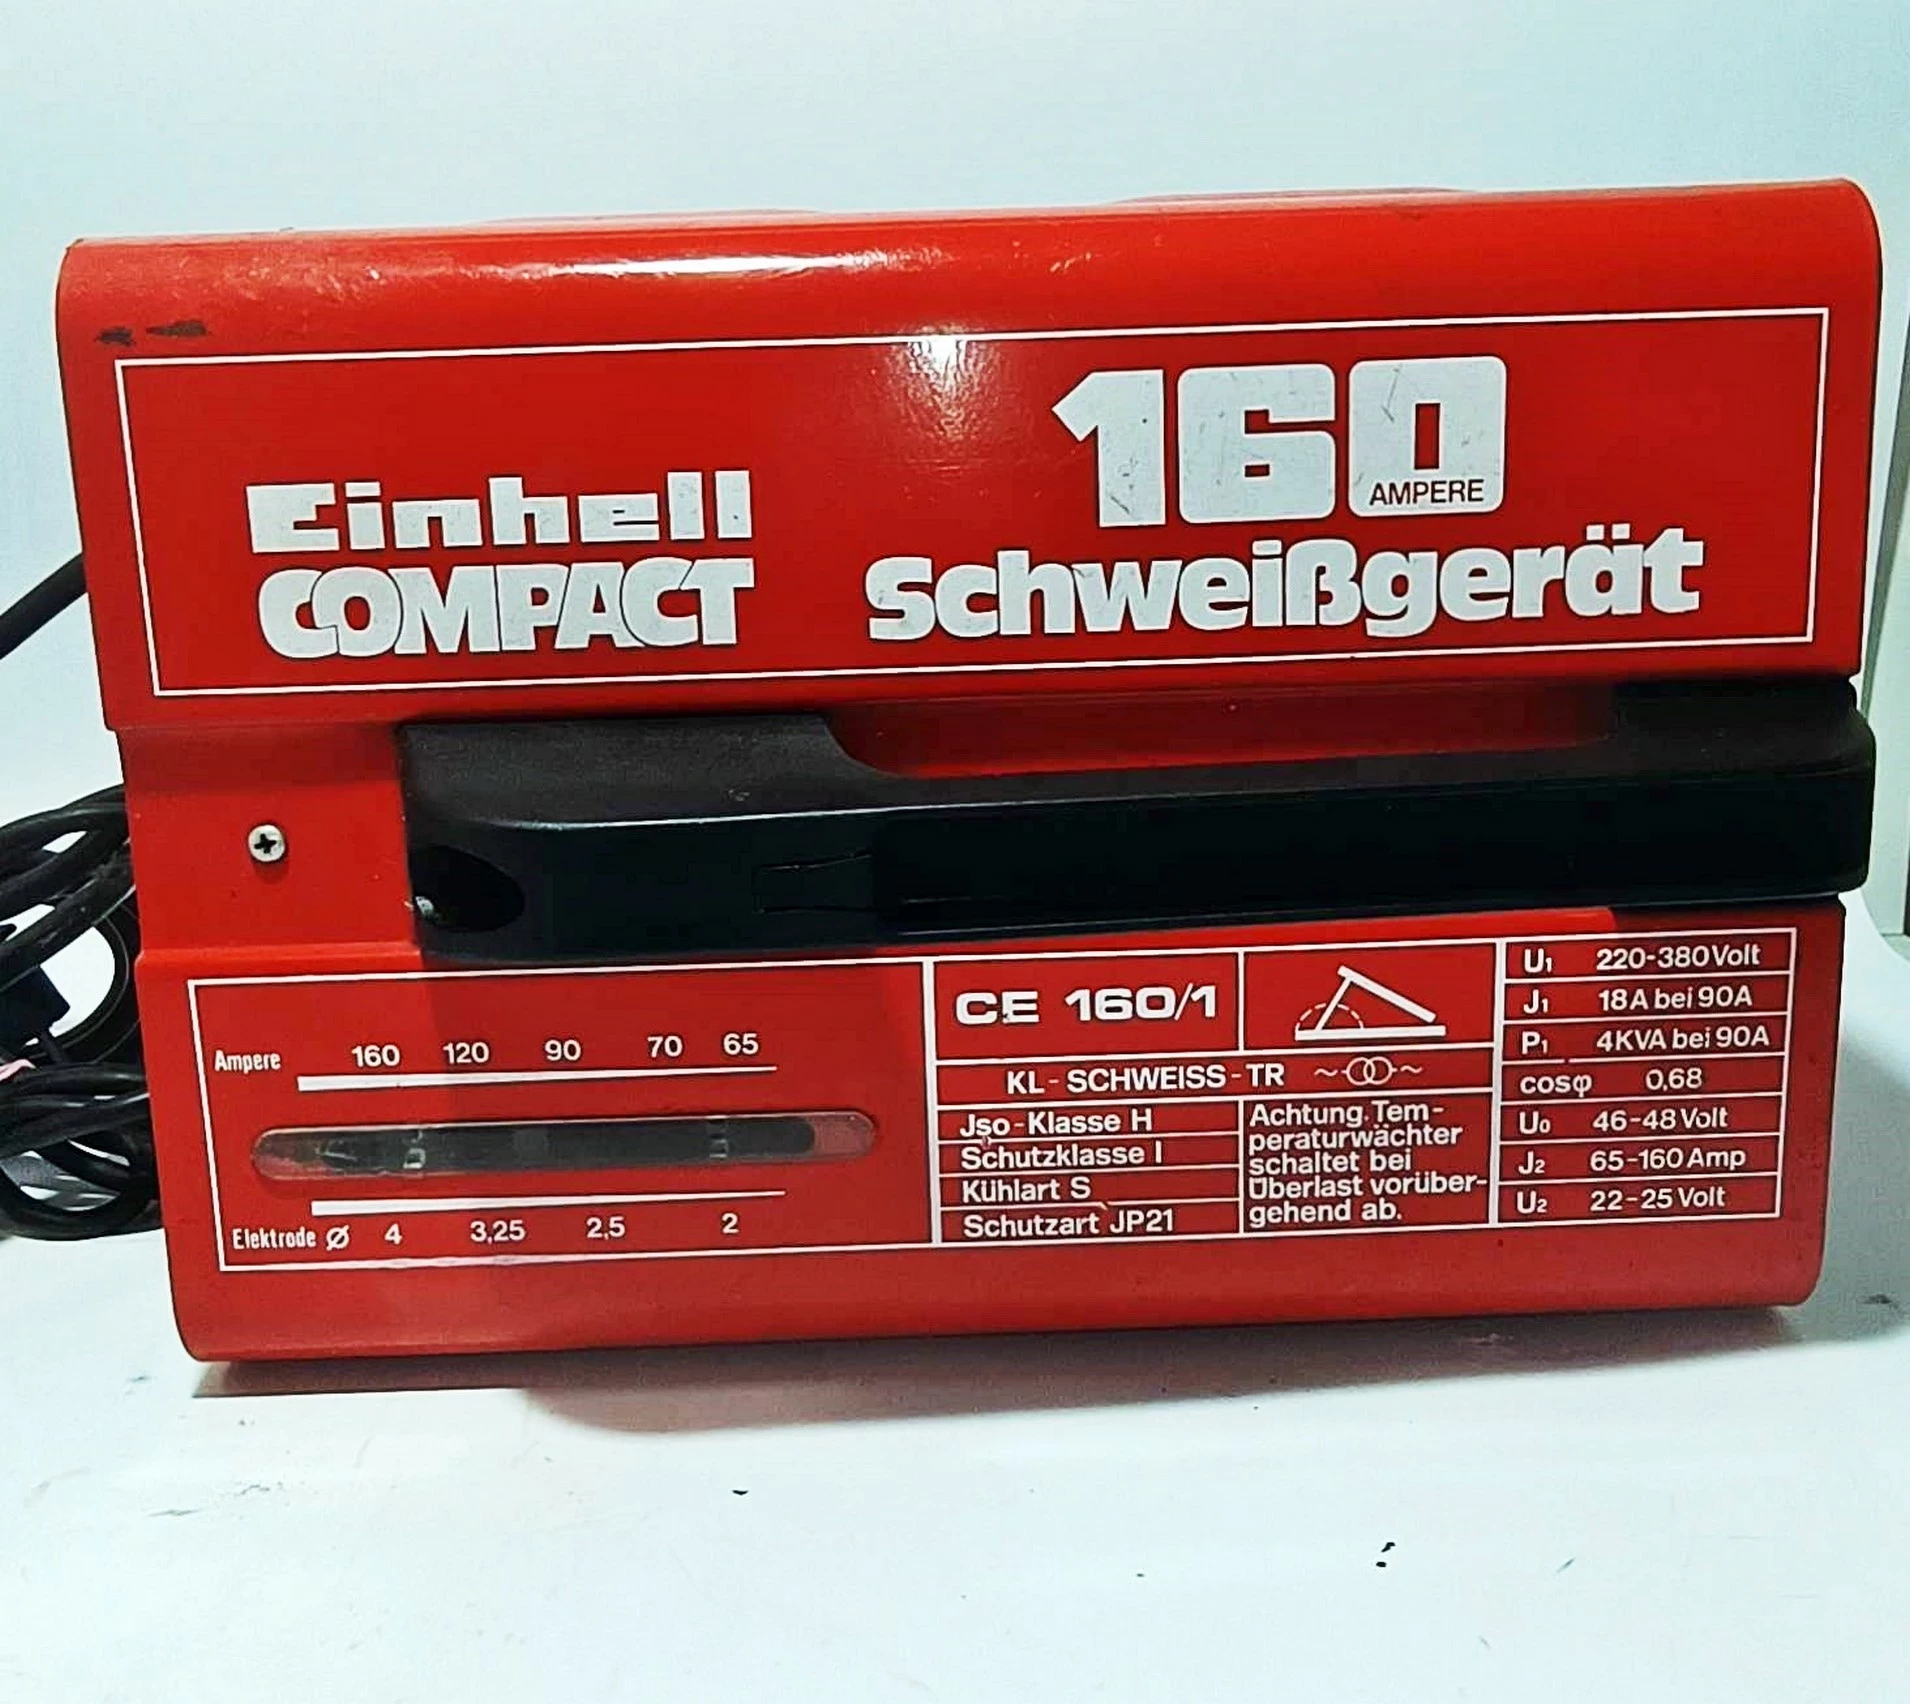 160
AMPERE
Einhell
COMPACT
Schweißgerät
Ampere 160 120 90 70 65
Elektrode Ø 4 3,25 2,5 2
CE 160/1
KL-SCHWEISS-TR
Jso-Klasse H
Schutzklasse I
Kühlart S
Schutzart JP21
Achtung.Tem-
peraturwächter
schaltet bei
Überlast vorüber-
gehend ab.
U1 220-380Volt
J1 18A bei 90A
P1 4KVA bei 90A
cosφ 0,68
U0 46-48 Volt
J2 65-160 Amp
U2 22-25 Volt